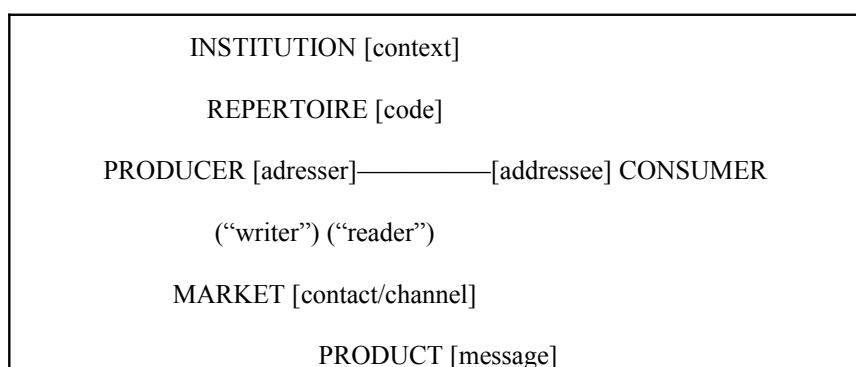 INSTITUTION [context]
REPERTOIRE [code]
PRODUCER [adresser]—————[addressee] CONSUMER
(“writer”) (“reader”)
MARKET [contact/channel]
PRODUCT [message]